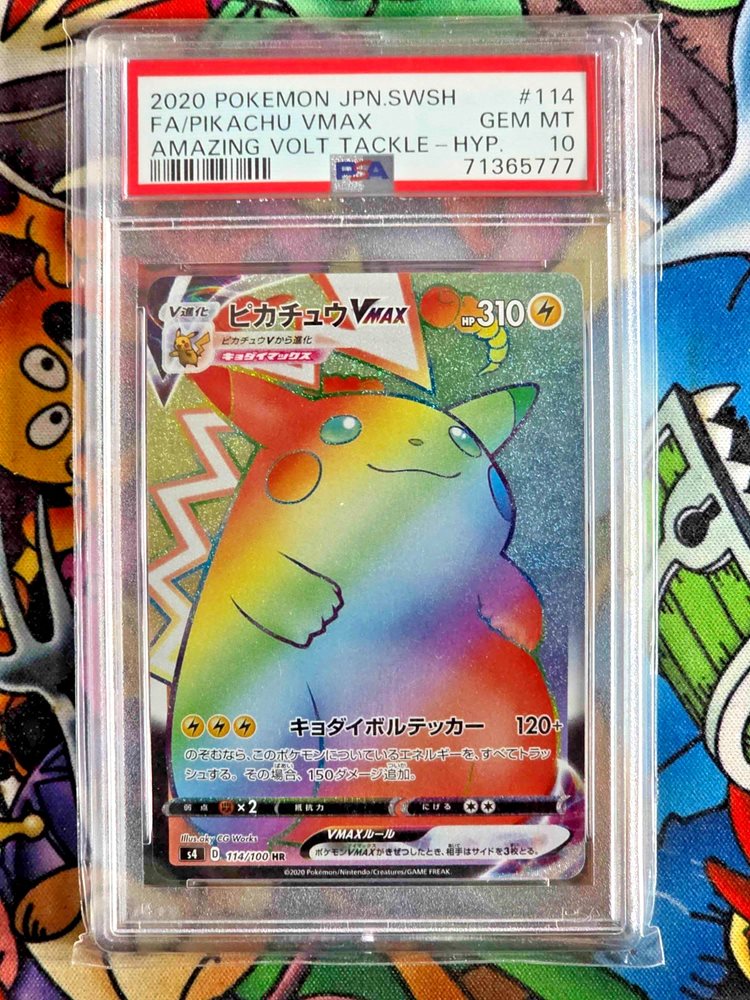 2020 POKEMON JPN.SWSH #114
FA/PIKACHU VMAX GEM MT
AMAZING VOLT TACKLE-HYP. 10
PSA 71365777
V進化 ピカチュウVMAX HP310
ピカチュウVから進化
キョダイマックス
キョダイボルテッカー 120+
のぞむなら、このポケモンについているエネルギーを、すべてトラッ
シュする。その場合、150ダメージ追加。
弱点 ×2 抵抗力 にげる
Illus. aky CG Works
VMAXルール
s4 D 114/100 HR
ポケモンVMAXがきぜつしたとき、相手はサイドを3枚とる。
©2020 Pokémon/Nintendo/Creatures/GAME FREAK.